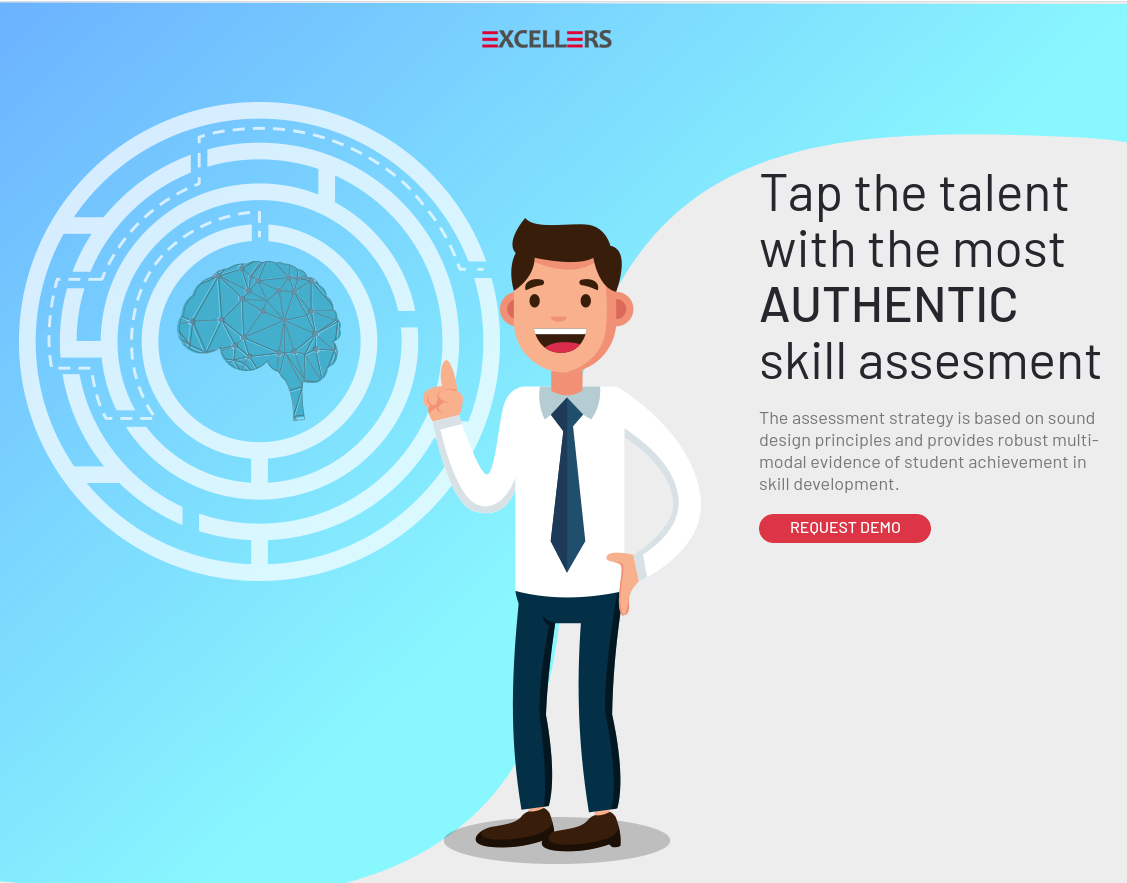 EXCELLERS
Tap the talent
with the most
AUTHENTIC
skill assesment
The assessment strategy is based on sound
design principles and provides robust multi-
modal evidence of student achievement in
skill development.
REQUEST DEMO